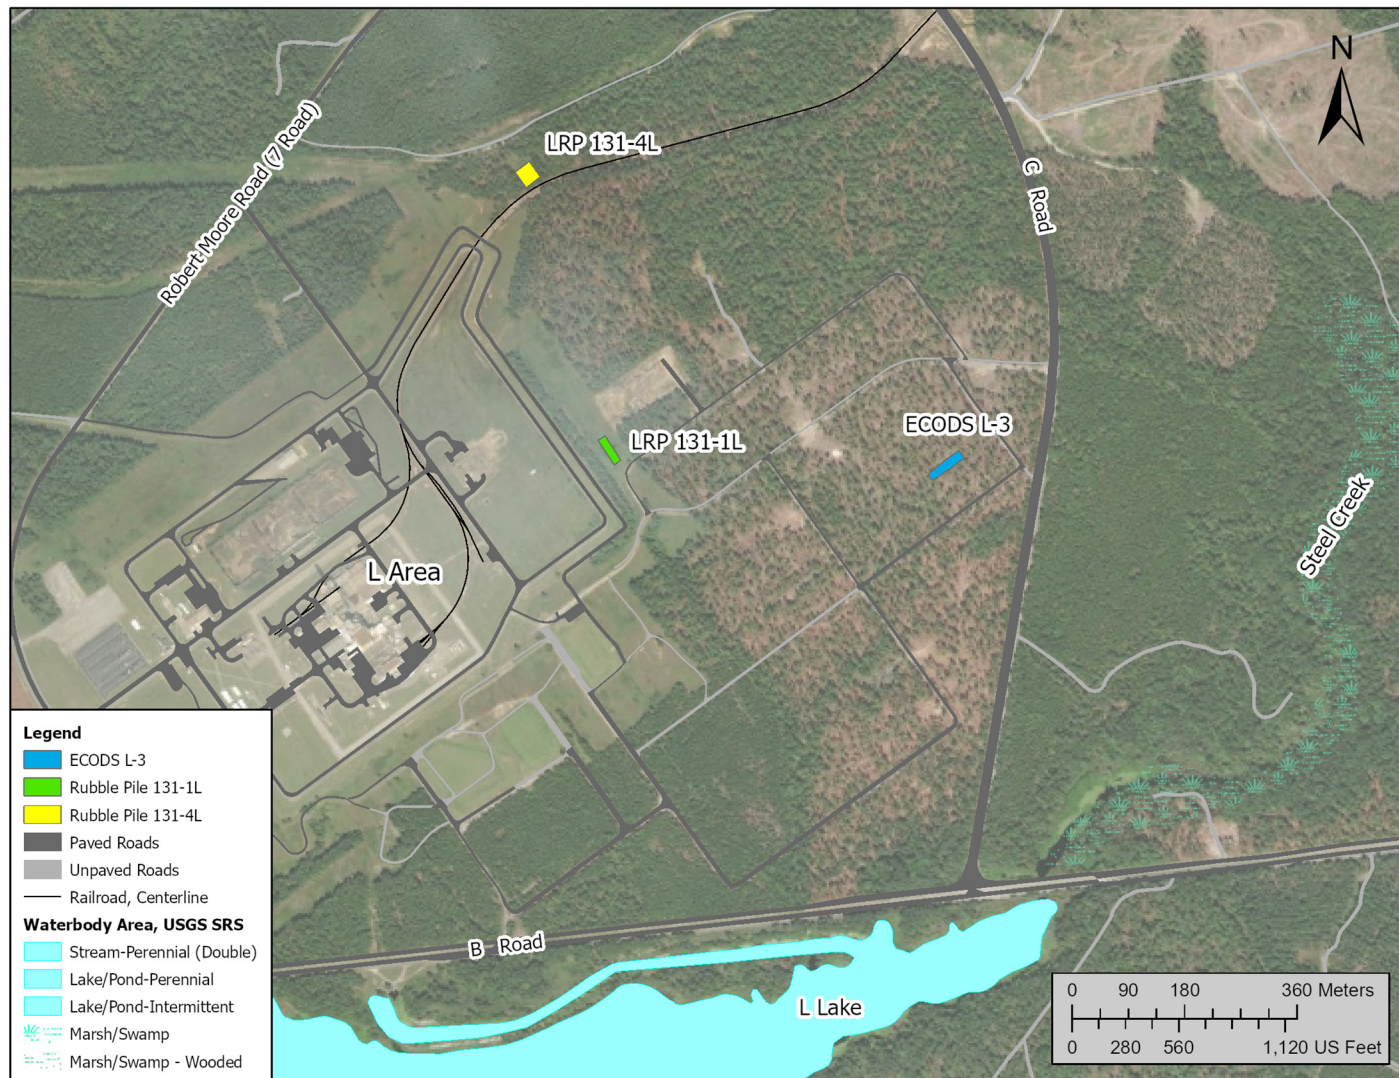 N
LRP 131-4L
Robert Moore Road (7 Road)
C Road
ECODS L-3
LRP 131-1L
Steel Creek
L Area
B Road
L Lake
Legend
ECODS L-3
Rubble Pile 131-1L
Rubble Pile 131-4L
Paved Roads
Unpaved Roads
Railroad, Centerline
Waterbody Area, USGS SRS
Stream-Perennial (Double)
Lake/Pond-Perennial
Lake/Pond-Intermittent
Marsh/Swamp
Marsh/Swamp - Wooded
0 90 180 360 Meters
0 280 560 1,120 US Feet